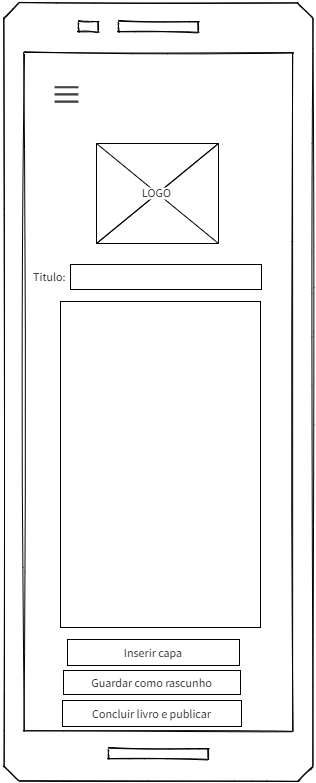 LOGO
Titulo:
Inserir capa
Guardar como rascunho
Concluir livro e publicar